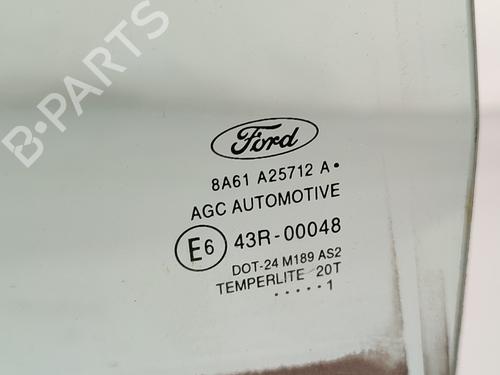 B-PARTS
Ford
8A61 A25712 A•
AGC AUTOMOTIVE
E6 43R-00048
DOT-24 M189 AS2
TEMPERLITE 20T
.....1